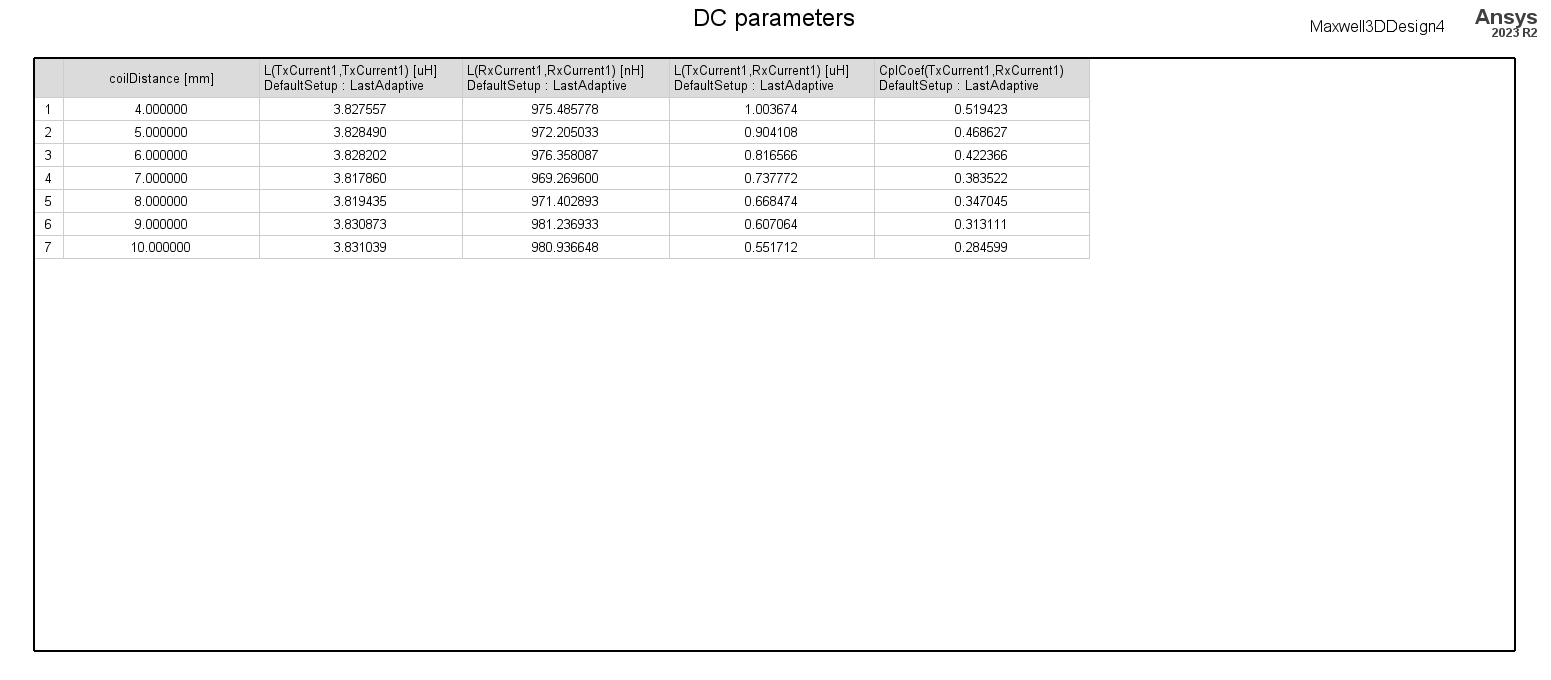 DC parameters
Maxwell3DDesign4
Ansys
2023 R2
coilDistance [mm]
L(TxCurrent1,TxCurrent1) [uH]
DefaultSetup : LastAdaptive
L(RxCurrent1,RxCurrent1) [nH]
DefaultSetup : LastAdaptive
L(TxCurrent1,RxCurrent1) [uH]
DefaultSetup : LastAdaptive
CplCoef(TxCurrent1,RxCurrent1)
DefaultSetup : LastAdaptive
1 4.000000 3.827557 975.485778 1.003674 0.519423
2 5.000000 3.828490 972.205033 0.904108 0.468627
3 6.000000 3.828202 976.358087 0.816566 0.422366
4 7.000000 3.817860 969.269600 0.737772 0.383522
5 8.000000 3.819435 971.402893 0.668474 0.347045
6 9.000000 3.830873 981.236933 0.607064 0.313111
7 10.000000 3.831039 980.936648 0.551712 0.284599